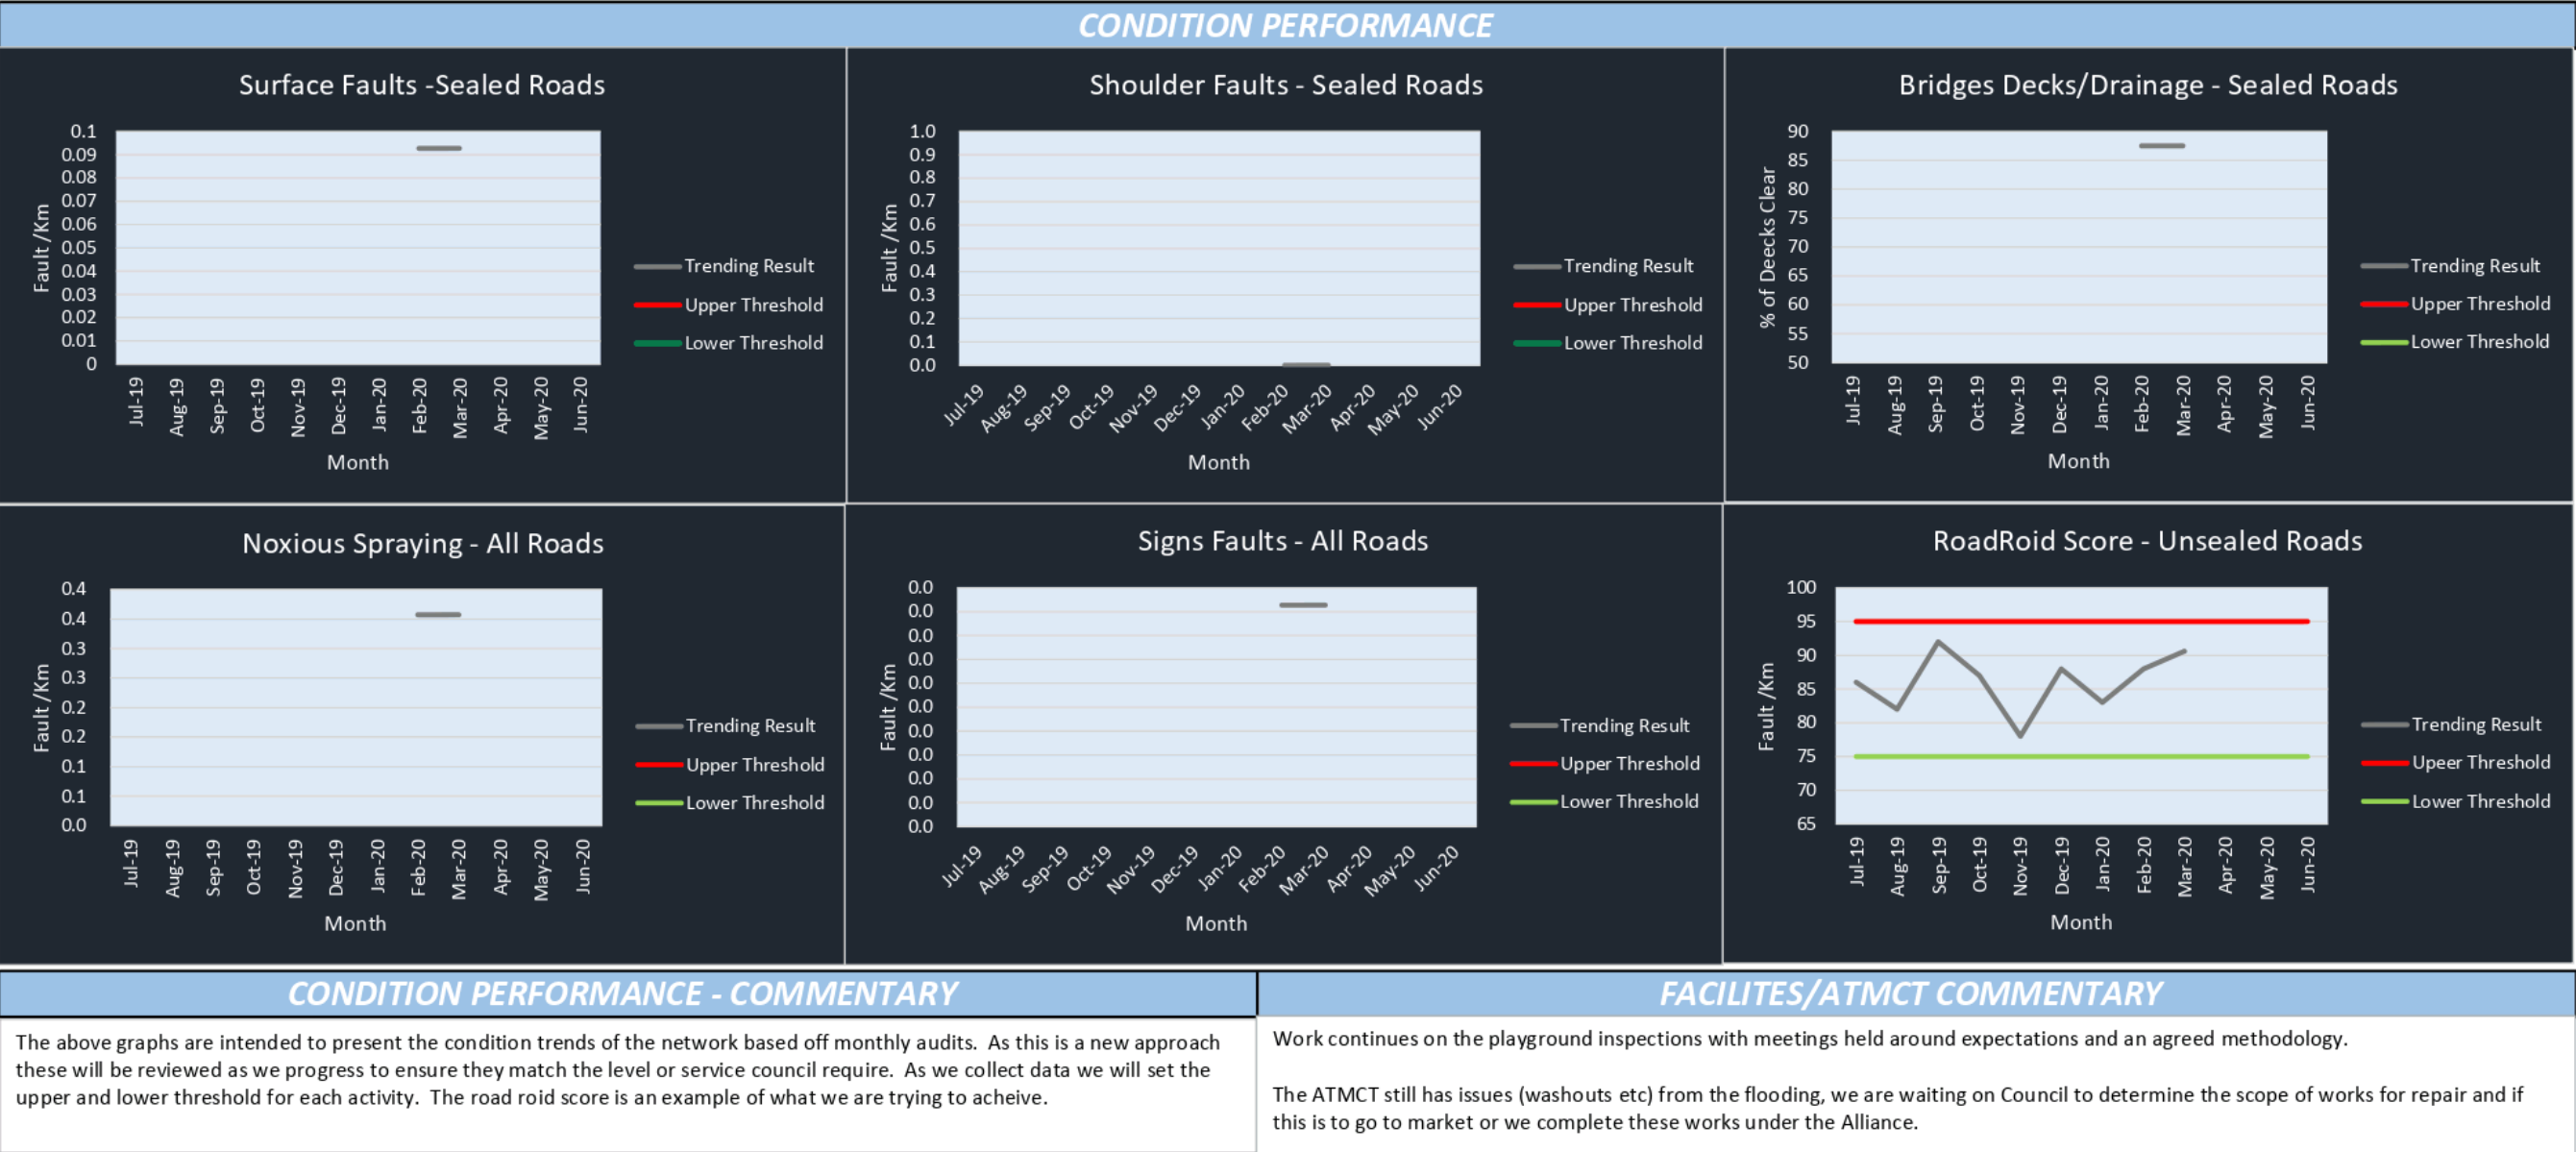 CONDITION PERFORMANCE
Surface Faults -Sealed Roads
0.1
0.09
0.08
0.07
0.06
0.05
0.04
0.03
0.02
0.01
0
Fault /Km
Jul-19 Aug-19 Sep-19 Oct-19 Nov-19 Dec-19 Jan-20 Feb-20 Mar-20 Apr-20 May-20 Jun-20
Month
Trending Result
Upper Threshold
Lower Threshold
Shoulder Faults - Sealed Roads
1.0
0.9
0.8
0.7
0.6
0.5
0.4
0.3
0.2
0.1
0.0
Fault /Km
Jul-19 Aug-19 Sep-19 Oct-19 Nov-19 Dec-19 Jan-20 Feb-20 Mar-20 Apr-20 May-20 Jun-20
Month
Trending Result
Upper Threshold
Lower Threshold
Bridges Decks/Drainage - Sealed Roads
90
85
80
75
70
65
60
55
50
% of Deecks Clear
Jul-19 Aug-19 Sep-19 Oct-19 Nov-19 Dec-19 Jan-20 Feb-20 Mar-20 Apr-20 May-20 Jun-20
Month
Trending Result
Upper Threshold
Lower Threshold
Noxious Spraying - All Roads
0.4
0.4
0.3
0.3
0.2
0.2
0.1
0.1
0.0
Fault /Km
Jul-19 Aug-19 Sep-19 Oct-19 Nov-19 Dec-19 Jan-20 Feb-20 Mar-20 Apr-20 May-20 Jun-20
Month
Trending Result
Upper Threshold
Lower Threshold
Signs Faults - All Roads
0.0
0.0
0.0
0.0
0.0
0.0
0.0
0.0
0.0
0.0
0.0
Fault /Km
Jul-19 Aug-19 Sep-19 Oct-19 Nov-19 Dec-19 Jan-20 Feb-20 Mar-20 Apr-20 May-20 Jun-20
Month
Trending Result
Upper Threshold
Lower Threshold
RoadRoid Score - Unsealed Roads
100
95
90
85
80
75
70
65
Fault /Km
Jul-19 Aug-19 Sep-19 Oct-19 Nov-19 Dec-19 Jan-20 Feb-20 Mar-20 Apr-20 May-20 Jun-20
Month
Trending Result
Upeer Threshold
Lower Threshold
CONDITION PERFORMANCE - COMMENTARY
The above graphs are intended to present the condition trends of the network based off monthly audits. As this is a new approach
these will be reviewed as we progress to ensure they match the level or service council require. As we collect data we will set the
upper and lower threshold for each activity. The road roid score is an example of what we are trying to acheive.
FACILITES/ATMCT COMMENTARY
Work continues on the playground inspections with meetings held around expectations and an agreed methodology.
The ATMCT still has issues (washouts etc) from the flooding, we are waiting on Council to determine the scope of works for repair and if
this is to go to market or we complete these works under the Alliance.